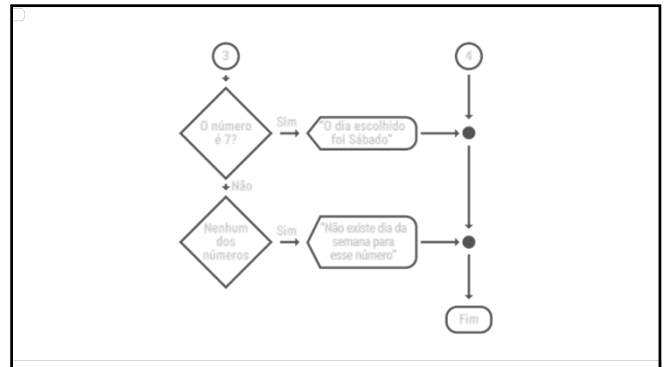 3
4
O número
é 7?
Sim
"O dia escolhido
foi Sábado"
Não
Nenhum
dos
números
Sim
"Não existe dia da
semana para
esse número"
Fim